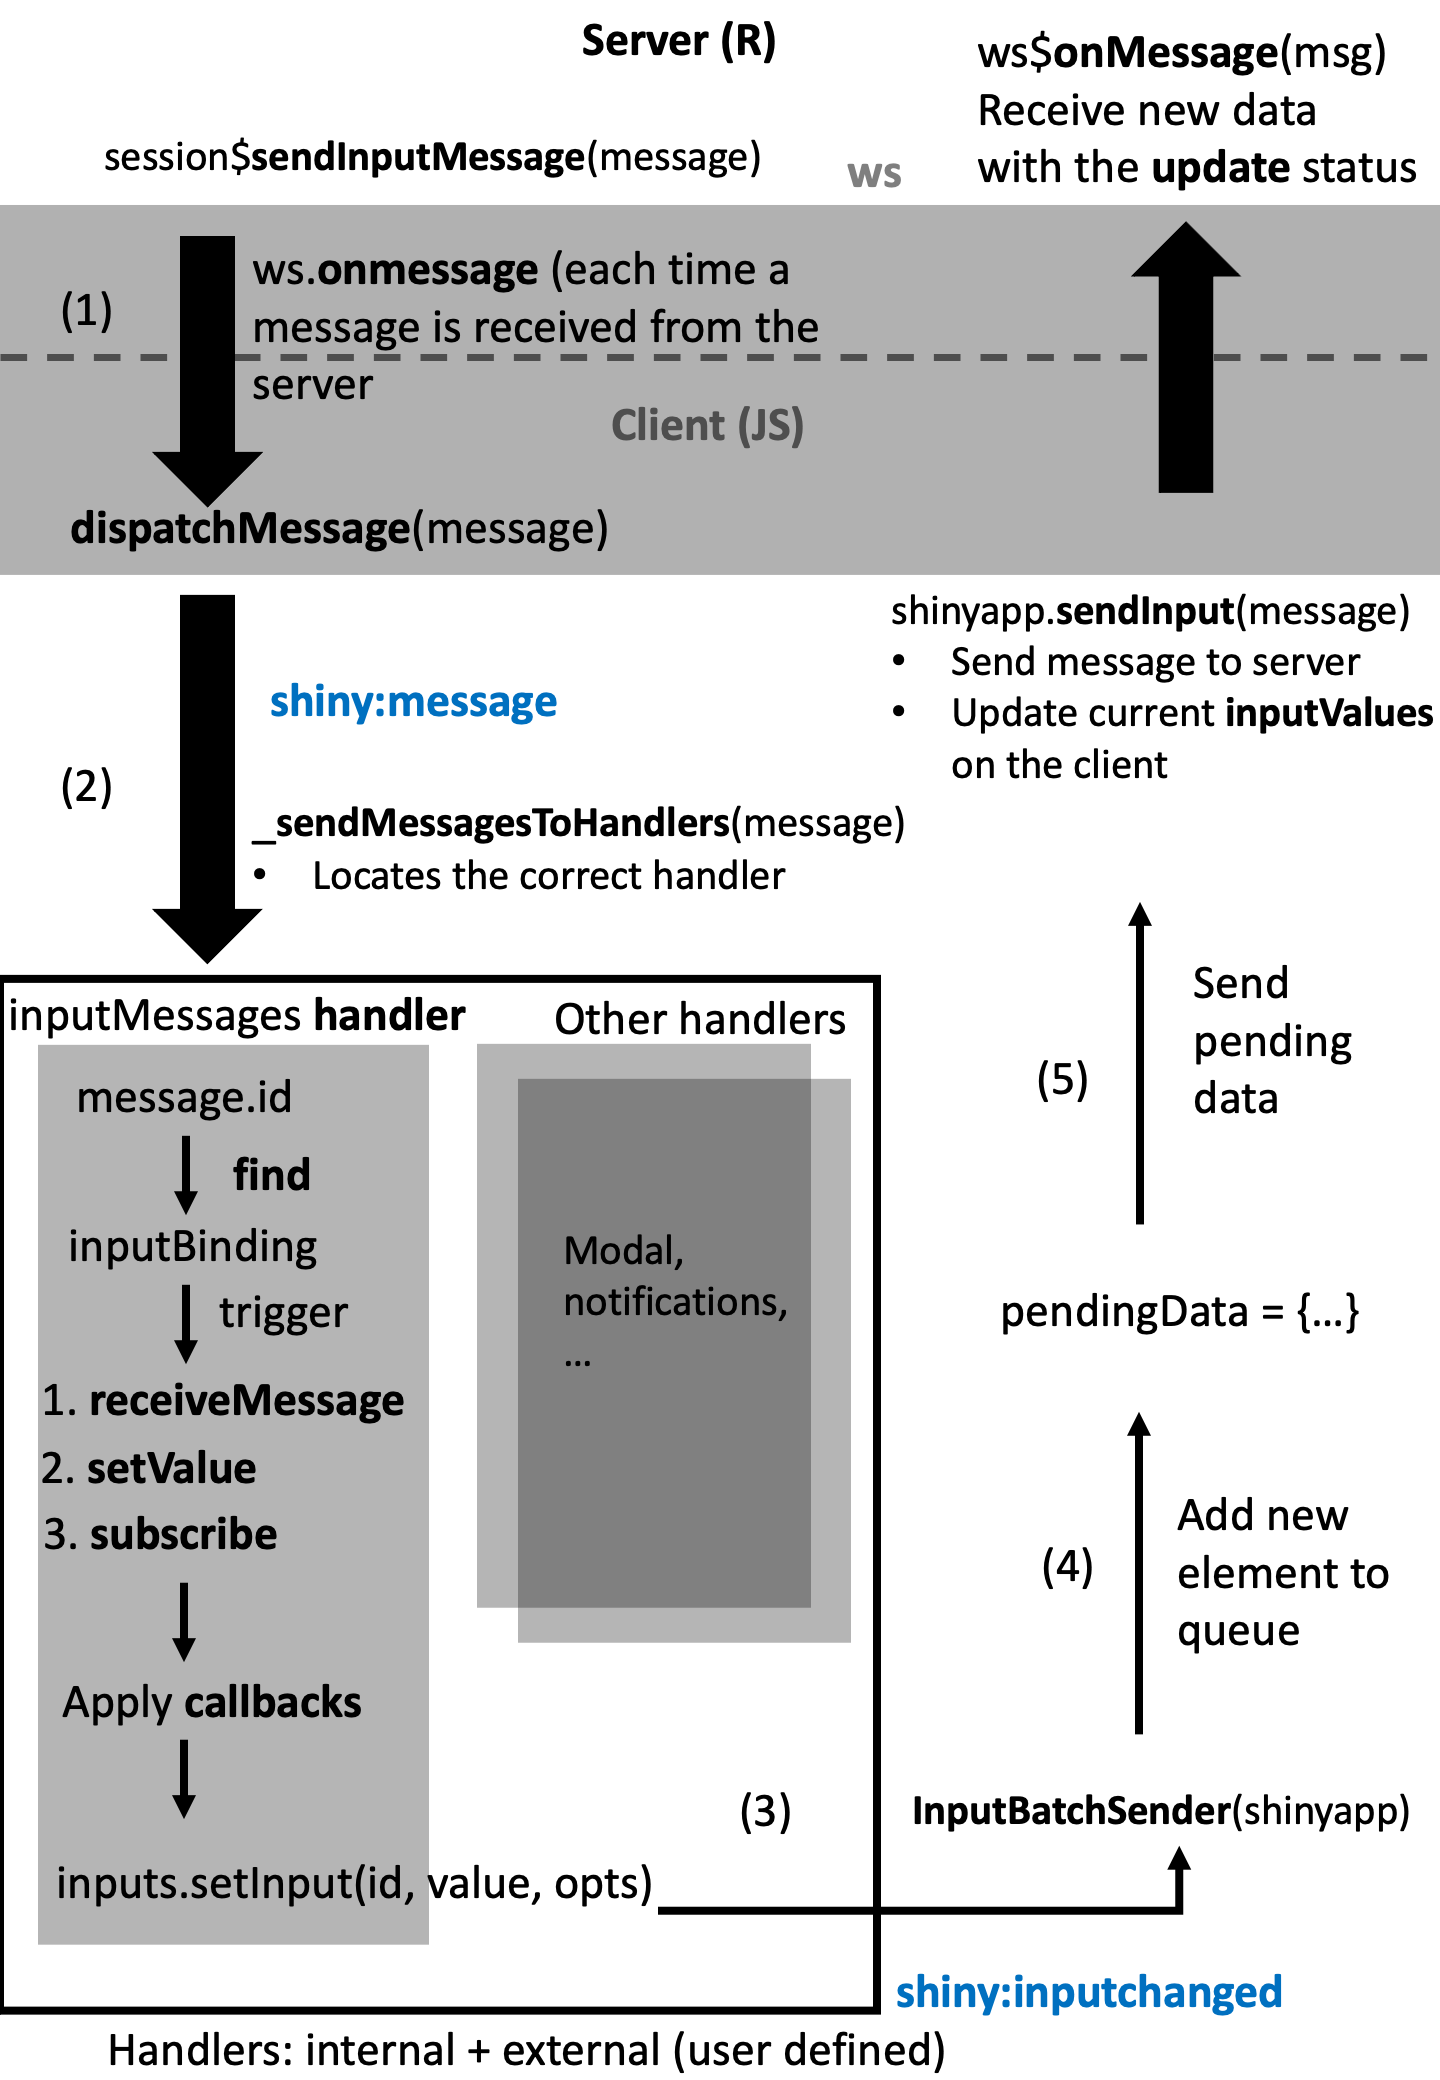 Server (R)
session$sendInputMessage(message)
ws
ws$onMessage(msg)
Receive new data
with the update status
(1)
ws.onmessage (each time a
message is received from the
server
Client (JS)
dispatchMessage(message)
shiny:message
(2)
_sendMessagesToHandlers(message)
• Locates the correct handler
inputMessages handler
message.id
find
inputBinding
trigger
1. receiveMessage
2. setValue
3. subscribe
Apply callbacks
inputs.setInput(id, value, opts)
Other handlers
Modal,
notifications,
...
(3)
Handlers: internal + external (user defined)
shiny:inputchanged
InputBatchSender(shinyapp)
(4)
Add new
element to
queue
pendingData = {...}
(5)
Send
pending
data
shinyapp.sendInput(message)
• Send message to server
• Update current inputValues
on the client